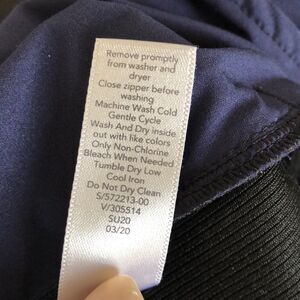 Remove promptly
from washer and
dryer
Close zipper before
washing
Machine Wash Cold
Gentle Cycle
Wash And Dry inside
out with like colors
Only Non-Chlorine
Bleach When Needed
Tumble Dry Low
Cool Iron
Do Not Dry Clean
S/572213-00
V/305514
SU20
03/20